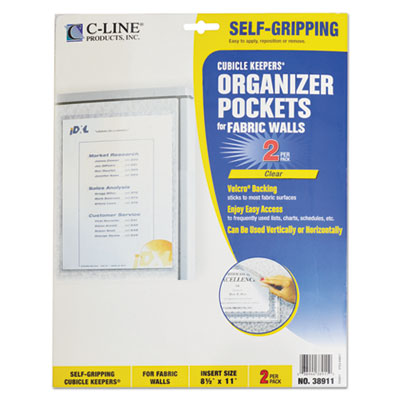 C-LINE®
PRODUCTS, INC.
SELF-GRIPPING
Easy to apply, reposition or remove.
CUBICLE KEEPERS®
ORGANIZER
POCKETS
for FABRIC WALLS
2 PER
PACK
Clear
Velcro® Backing
sticks to most fabric surfaces
Enjoy Easy Access
to frequently used lists, charts, schedules, etc.
Can Be Used Vertically or Horizontally
Market Research
Sales Analysis
Customer Service
SELF-GRIPPING
CUBICLE KEEPERS®
FOR FABRIC
WALLS
INSERT SIZE
8½" x 11"
2 PER
PACK
NO. 38911